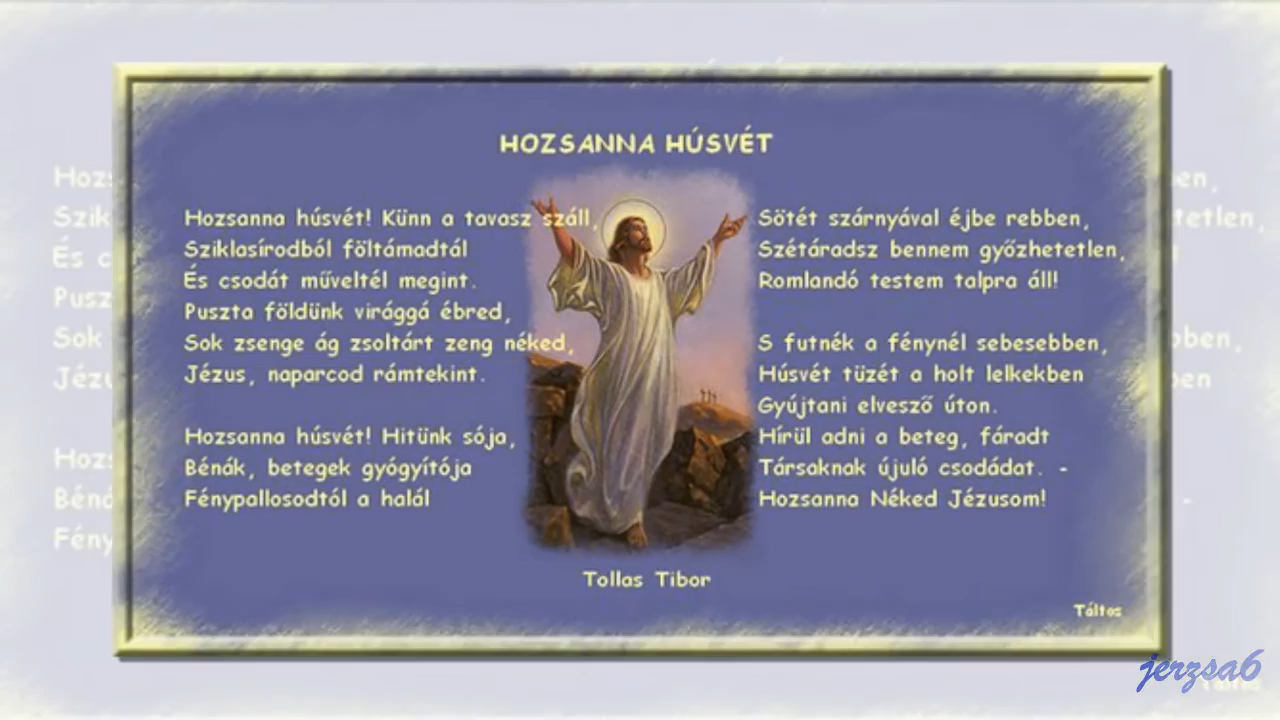 HOZSANNA HÚSVÉT
Hozsanna húsvét! Künn a tavasz száll,
Sziklasírodból föltámadtál
És csodát műveltél megint.
Puszta földünk virággá ébred,
Sok zsenge ág zsoltárt zeng néked,
Jézus, naparcod rámtekint.
Hozsanna húsvét! Hitünk sója,
Bénák, betegek gyógyítója
Fénypallosodtól a halál
Sötét szárnyával éjbe rebben,
Szétáradsz bennem győzhetetlen,
Romlandó testem talpra áll!
S futnék a fénynél sebesebben,
Húsvét tüzét a holt lelkekben
Gyújtani elvesző úton.
Hírül adni a beteg, fáradt
Társaknak újuló csodádat. -
Hozsanna Néked Jézusom!
Tollas Tibor
Táltos
jerzsa6